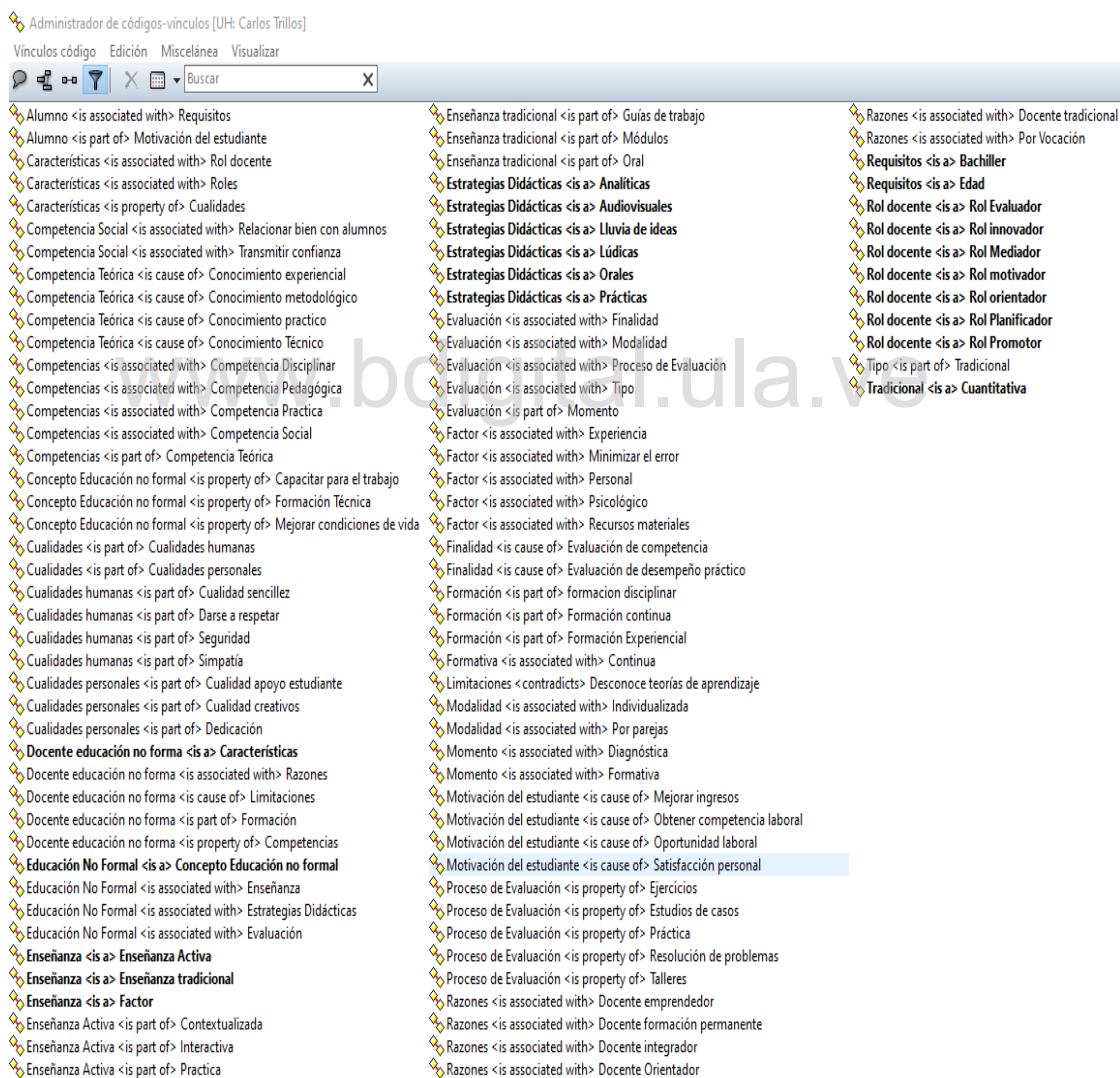 Administrador de códigos-vínculos [UH: Carlos Trillos]
Vínculos código Edición Miscelánea Visualizar
Buscar
Alumno <is associated with> Requisitos
Alumno <is part of> Motivación del estudiante
Características <is associated with> Rol docente
Características <is associated with> Roles
Características <is property of> Cualidades
Competencia Social <is associated with> Relacionar bien con alumnos
Competencia Social <is associated with> Transmitir confianza
Competencia Teórica <is cause of> Conocimiento experiencial
Competencia Teórica <is cause of> Conocimiento metodológico
Competencia Teórica <is cause of> Conocimiento practico
Competencia Teórica <is cause of> Conocimiento Técnico
Competencias <is associated with> Competencia Disciplinar
Competencias <is associated with> Competencia Pedagógica
Competencias <is associated with> Competencia Practica
Competencias <is associated with> Competencia Social
Competencias <is part of> Competencia Teórica
Concepto Educación no formal <is property of> Capacitar para el trabajo
Concepto Educación no formal <is property of> Formación Técnica
Concepto Educación no formal <is property of> Mejorar condiciones de vida
Cualidades <is part of> Cualidades humanas
Cualidades <is part of> Cualidades personales
Cualidades humanas <is part of> Cualidad sencillez
Cualidades humanas <is part of> Darse a respetar
Cualidades humanas <is part of> Seguridad
Cualidades humanas <is part of> Simpatía
Cualidades personales <is part of> Cualidad apoyo estudiante
Cualidades personales <is part of> Cualidad creativos
Cualidades personales <is part of> Dedicación
Docente educación no forma <is a> Características
Docente educación no forma <is associated with> Razones
Docente educación no forma <is cause of> Limitaciones
Docente educación no forma <is part of> Formación
Docente educación no forma <is property of> Competencias
Educación No Formal <is a> Concepto Educación no formal
Educación No Formal <is associated with> Enseñanza
Educación No Formal <is associated with> Estrategias Didácticas
Educación No Formal <is associated with> Evaluación
Enseñanza <is a> Enseñanza Activa
Enseñanza <is a> Enseñanza tradicional
Enseñanza <is a> Factor
Enseñanza Activa <is part of> Contextualizada
Enseñanza Activa <is part of> Interactiva
Enseñanza Activa <is part of> Practica
Enseñanza tradicional <is part of> Guías de trabajo
Enseñanza tradicional <is part of> Módulos
Enseñanza tradicional <is part of> Oral
Estrategias Didácticas <is a> Analíticas
Estrategias Didácticas <is a> Audiovisuales
Estrategias Didácticas <is a> Lluvia de ideas
Estrategias Didácticas <is a> Lúdicas
Estrategias Didácticas <is a> Orales
Estrategias Didácticas <is a> Prácticas
Evaluación <is associated with> Finalidad
Evaluación <is associated with> Modalidad
Evaluación <is associated with> Proceso de Evaluación
Evaluación <is associated with> Tipo
Evaluación <is part of> Momento
Factor <is associated with> Experiencia
Factor <is associated with> Minimizar el error
Factor <is associated with> Personal
Factor <is associated with> Psicológico
Factor <is associated with> Recursos materiales
Finalidad <is cause of> Evaluación de competencia
Finalidad <is cause of> Evaluación de desempeño práctico
Formación <is part of> formacion disciplinar
Formación <is part of> Formación continua
Formación <is part of> Formación Experiencial
Formativa <is associated with> Continua
Limitaciones <contradicts> Desconoce teorías de aprendizaje
Modalidad <is associated with> Individualizada
Modalidad <is associated with> Por parejas
Momento <is associated with> Diagnóstica
Momento <is associated with> Formativa
Motivación del estudiante <is cause of> Mejorar ingresos
Motivación del estudiante <is cause of> Obtener competencia laboral
Motivación del estudiante <is cause of> Oportunidad laboral
Motivación del estudiante <is cause of> Satisfacción personal
Proceso de Evaluación <is property of> Ejercicios
Proceso de Evaluación <is property of> Estudios de casos
Proceso de Evaluación <is property of> Práctica
Proceso de Evaluación <is property of> Resolución de problemas
Proceso de Evaluación <is property of> Talleres
Razones <is associated with> Docente emprendedor
Razones <is associated with> Docente formación permanente
Razones <is associated with> Docente integrador
Razones <is associated with> Docente Orientador
Razones <is associated with> Docente tradicional
Razones <is associated with> Por Vocación
Requisitos <is a> Bachiller
Requisitos <is a> Edad
Rol docente <is a> Rol Evaluador
Rol docente <is a> Rol innovador
Rol docente <is a> Rol Mediador
Rol docente <is a> Rol motivador
Rol docente <is a> Rol orientador
Rol docente <is a> Rol Planificador
Rol docente <is a> Rol Promotor
Tipo <is part of> Tradicional
Tradicional <is a> Cuantitativa
www.bdigital.ula.ve